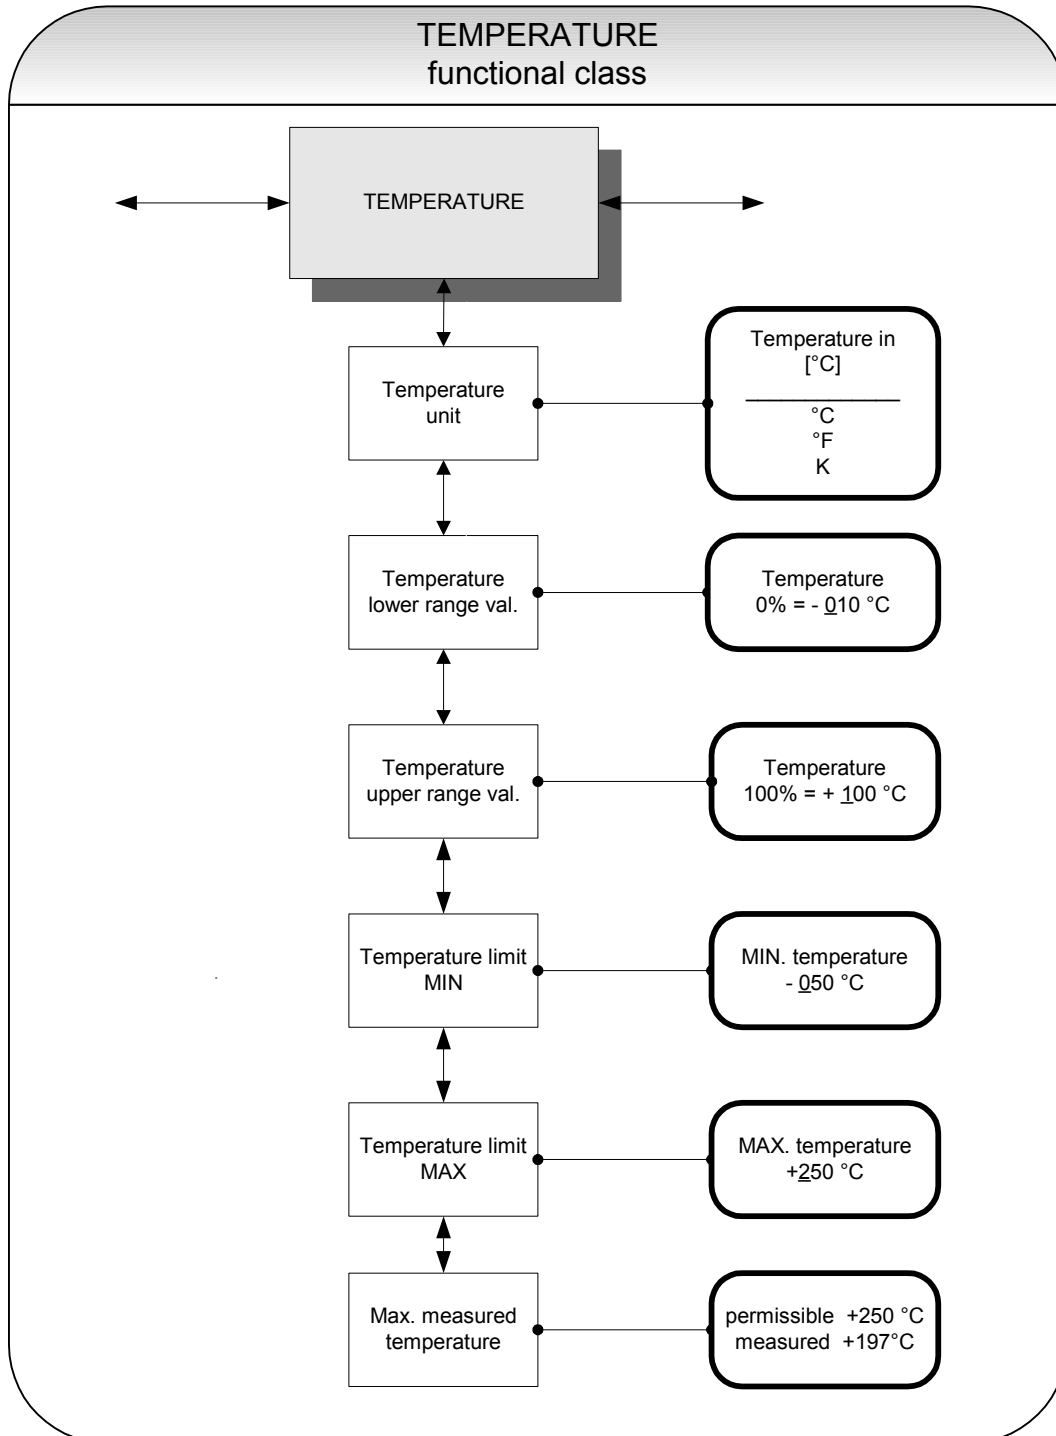 TEMPERATURE
functional class
TEMPERATURE
Temperature
unit
Temperature in
[°C]
°C
°F
K
Temperature
lower range val.
Temperature
0% = - 010 °C
Temperature
upper range val.
Temperature
100% = + 100 °C
Temperature limit
MIN
MIN. temperature
- 050 °C
Temperature limit
MAX
MAX. temperature
+250 °C
Max. measured
temperature
permissible +250 °C
measured +197°C